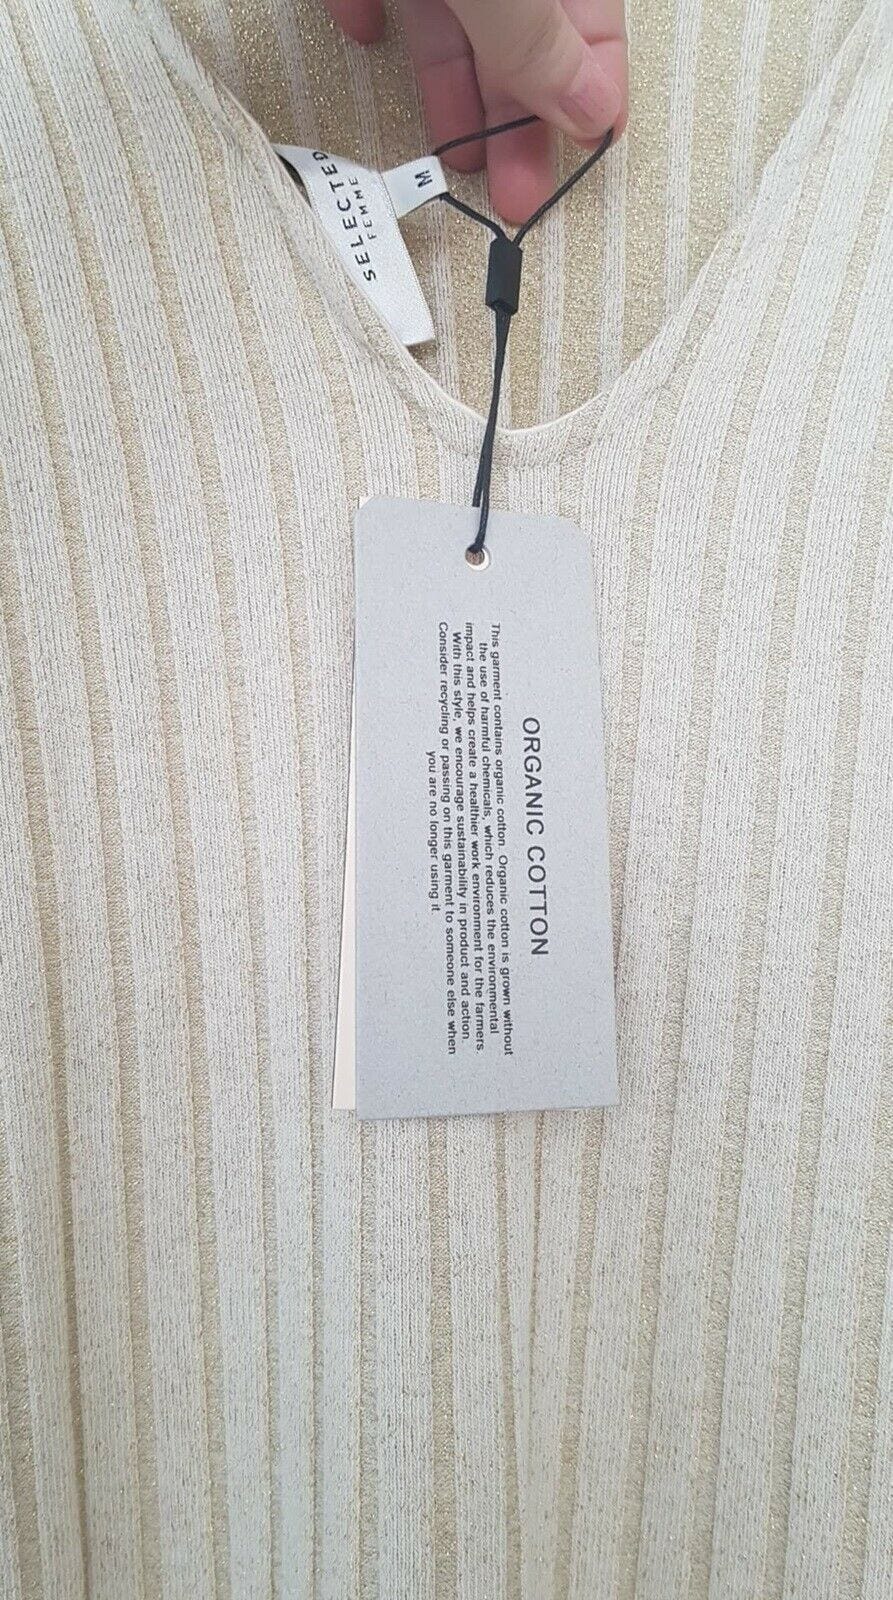 SELECTED
FEMME
M
ORGANIC COTTON
This garment contains organic cotton. Organic cotton is grown without
the use of harmful chemicals, which reduces the environmental
impact and helps create a healthier work environment for the farmers.
With this style, we encourage sustainability in product and action.
Consider recycling or passing on this garment to someone else when
you are no longer using it.